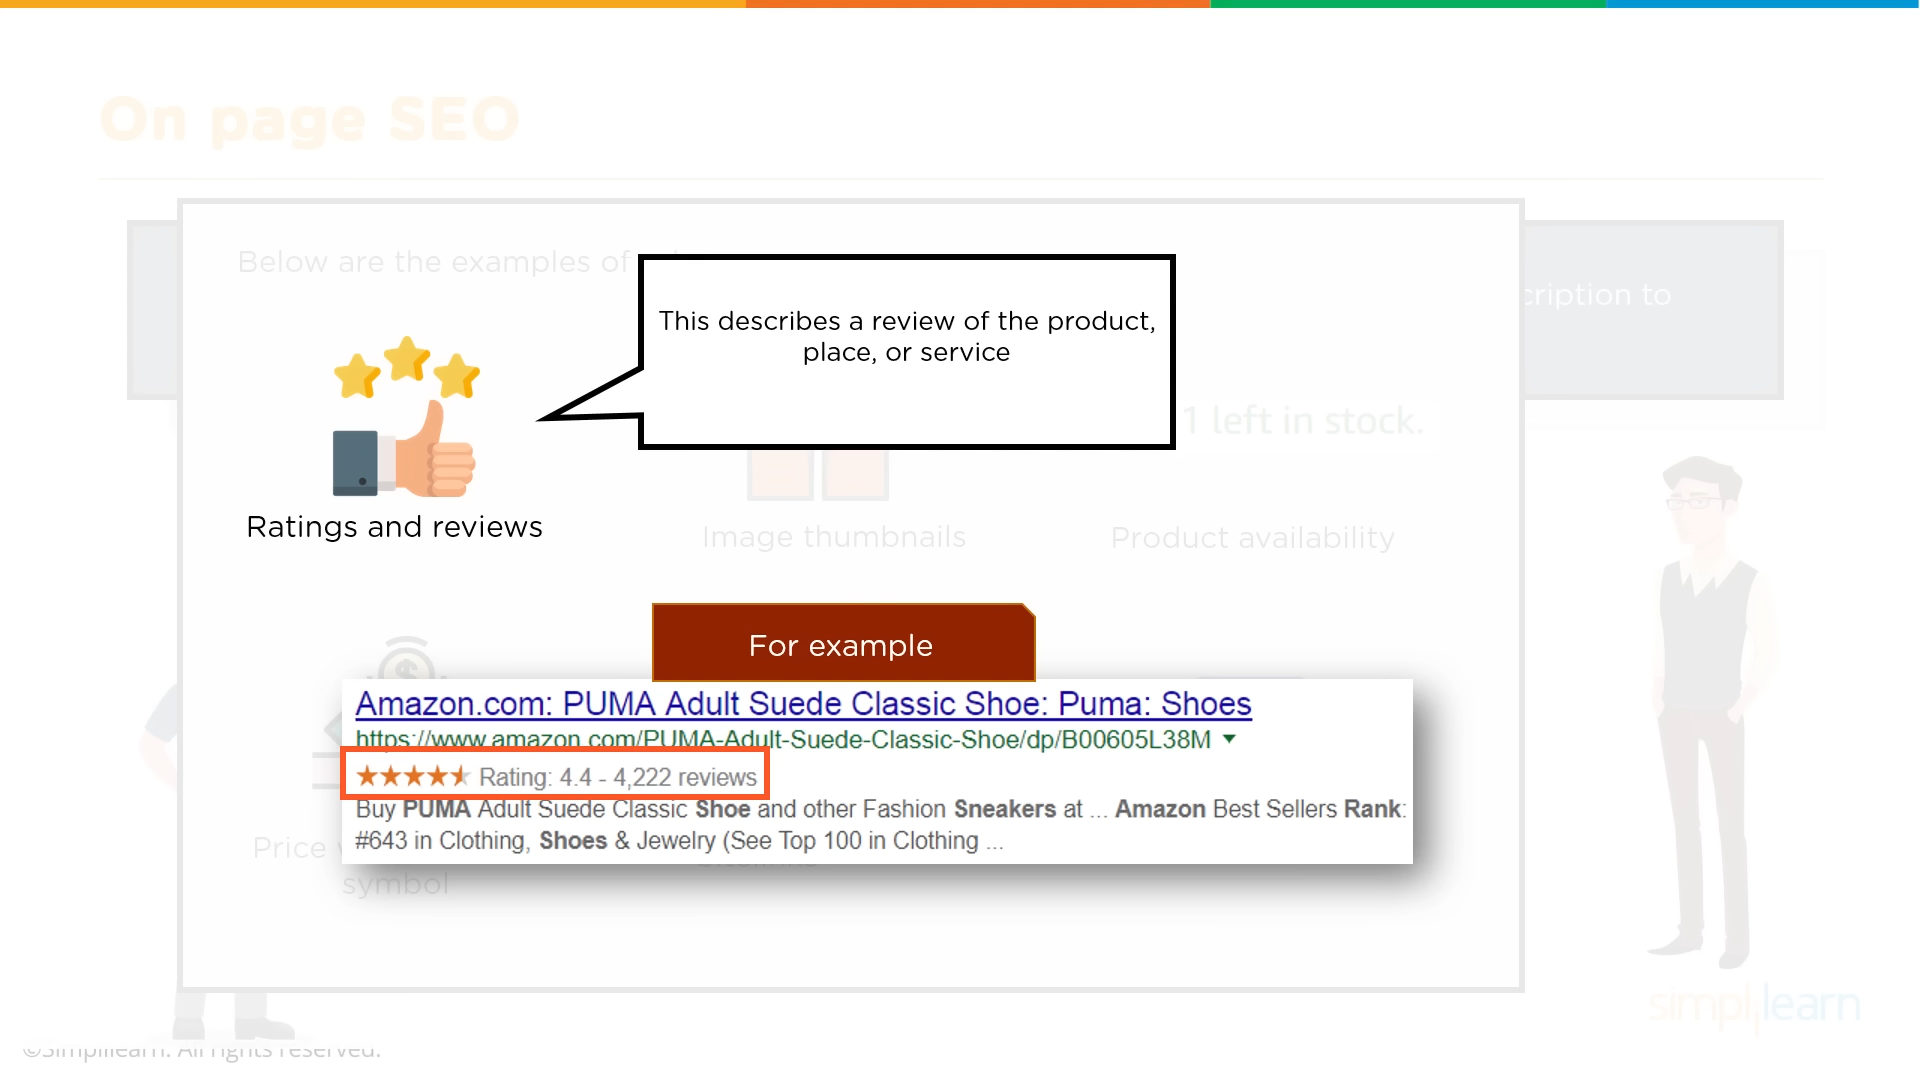 On page SEO
Below are the examples of
cription to
This describes a review of the product,
place, or service
1 left in stock.
Ratings and reviews
Image thumbnails
Product availability
For example
Amazon.com: PUMA Adult Suede Classic Shoe: Puma: Shoes
https://www.amazon.com/PUMA-Adult-Suede-Classic-Shoe/dp/B00605L38M
Rating: 4.4 - 4,222 reviews
Buy PUMA Adult Suede Classic Shoe and other Fashion Sneakers at ... Amazon Best Sellers Rank:
#643 in Clothing, Shoes & Jewelry (See Top 100 in Clothing ...
Price
symbol
simplilearn
©Simplilearn. All rights reserved.